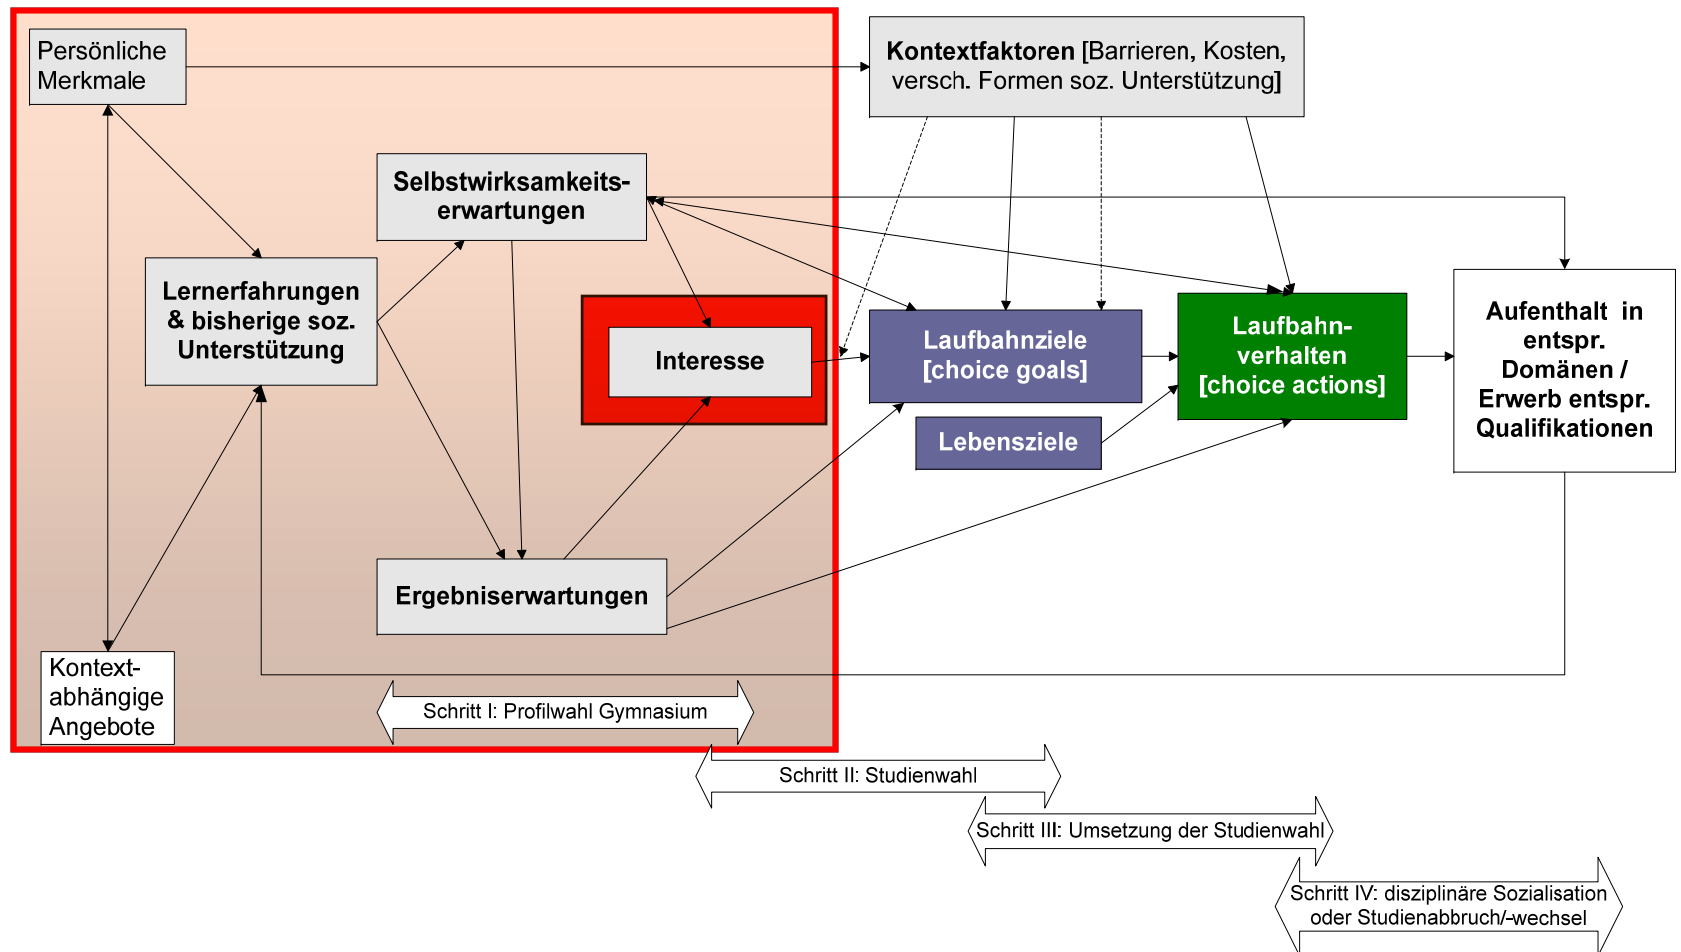 Persönliche
Merkmale
Kontextfaktoren [Barrieren, Kosten,
versch. Formen soz. Unterstützung]
Selbstwirksamkeits-
erwartungen
Lernerfahrungen
& bisherige soz.
Unterstützung
Interesse
Laufbahnziele
[choice goals]
Laufbahn-
verhalten
[choice actions]
Aufenthalt in
entspr.
Domänen /
Erwerb entspr.
Qualifikationen
Lebensziele
Ergebniserwartungen
Kontext-
abhängige
Angebote
Schritt I: Profilwahl Gymnasium
Schritt II: Studienwahl
Schritt III: Umsetzung der Studienwahl
Schritt IV: disziplinäre Sozialisation
oder Studienabbruch/-wechsel